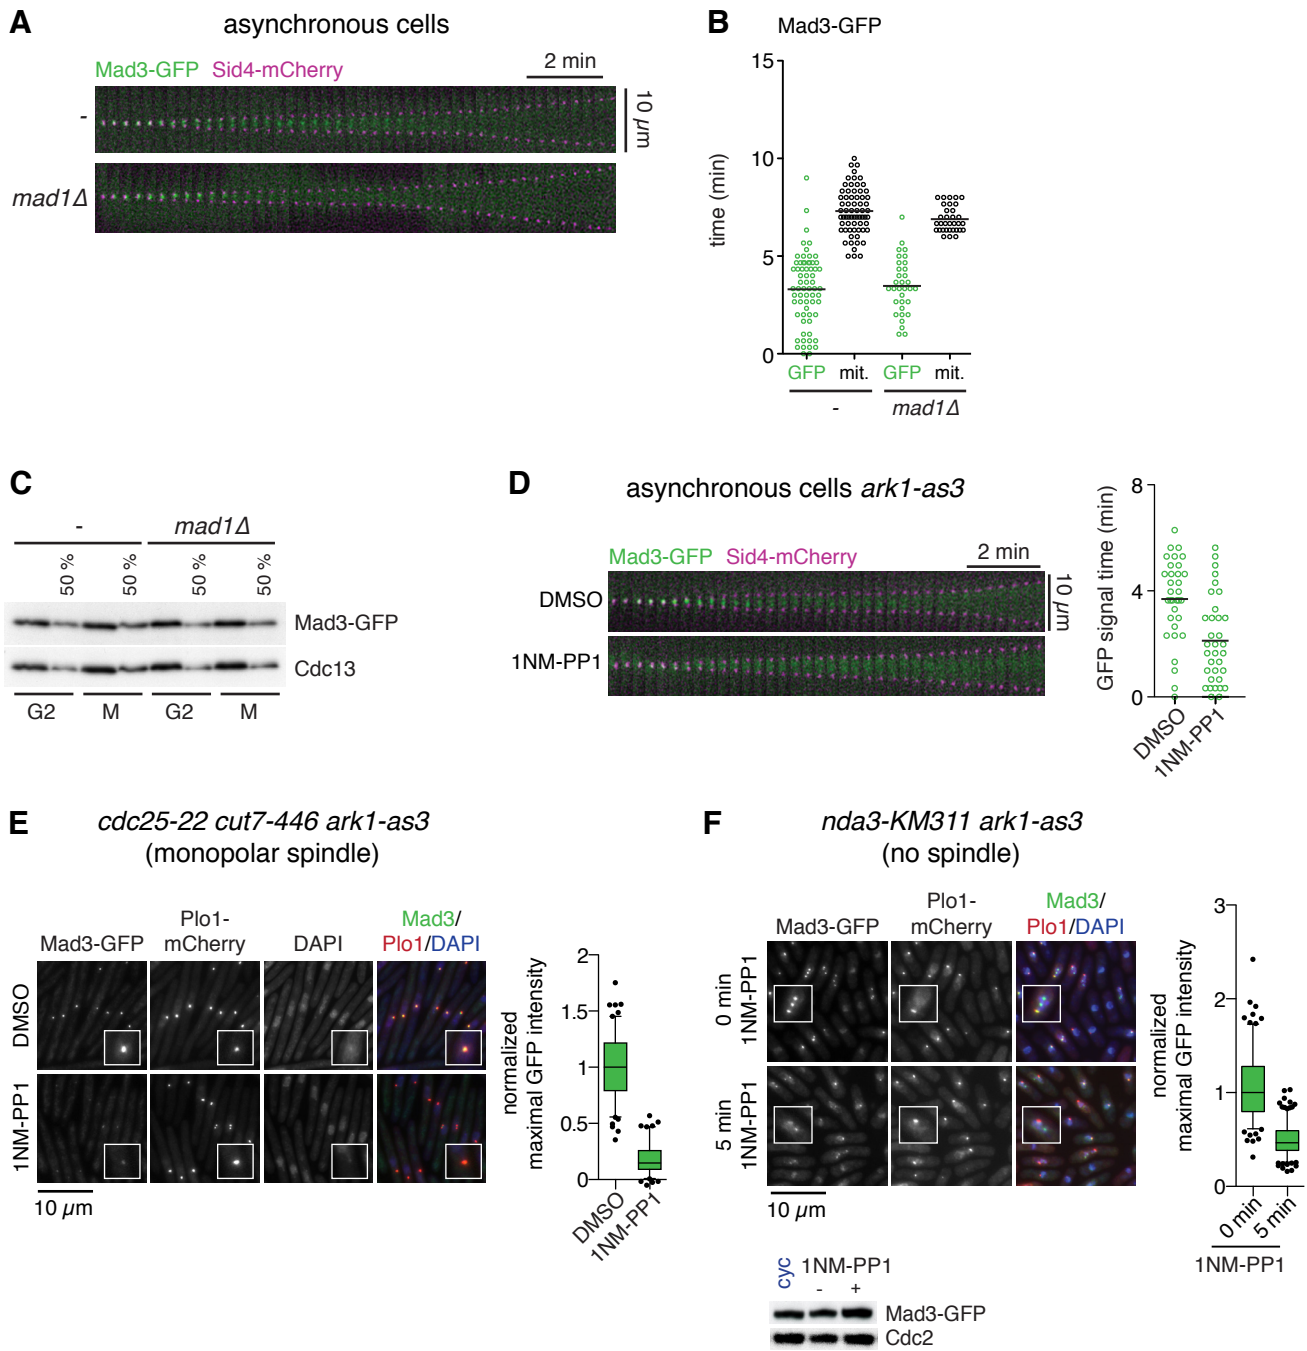 A
asynchronous cells
Mad3-GFP Sid4-mCherry
2 min
-
10 µm
mad1Δ
B
Mad3-GFP
15
10
5
0
time (min)
GFP mit. GFP mit.
- mad1Δ
C
- mad1Δ
50 % 50 % 50 % 50 %
Mad3-GFP
Cdc13
G2 M G2 M
D
asynchronous cells ark1-as3
Mad3-GFP Sid4-mCherry
2 min
DMSO
10 µm
1NM-PP1
8
4
0
GFP signal time (min)
DMSO
1NM-PP1
E
cdc25-22 cut7-446 ark1-as3
(monopolar spindle)
Mad3-GFP
Plo1-
mCherry
DAPI
Mad3/
Plo1/DAPI
DMSO
1NM-PP1
10 µm
2
1.5
1
0.5
0
normalized
maximal GFP intensity
DMSO
1NM-PP1
F
nda3-KM311 ark1-as3
(no spindle)
Mad3-GFP
Plo1-
mCherry
Mad3/
Plo1/DAPI
0 min
1NM-PP1
5 min
1NM-PP1
10 µm
3
2
1
0
normalized
maximal GFP intensity
0 min
5 min
1NM-PP1
cyc
1NM-PP1
- +
Mad3-GFP
Cdc2